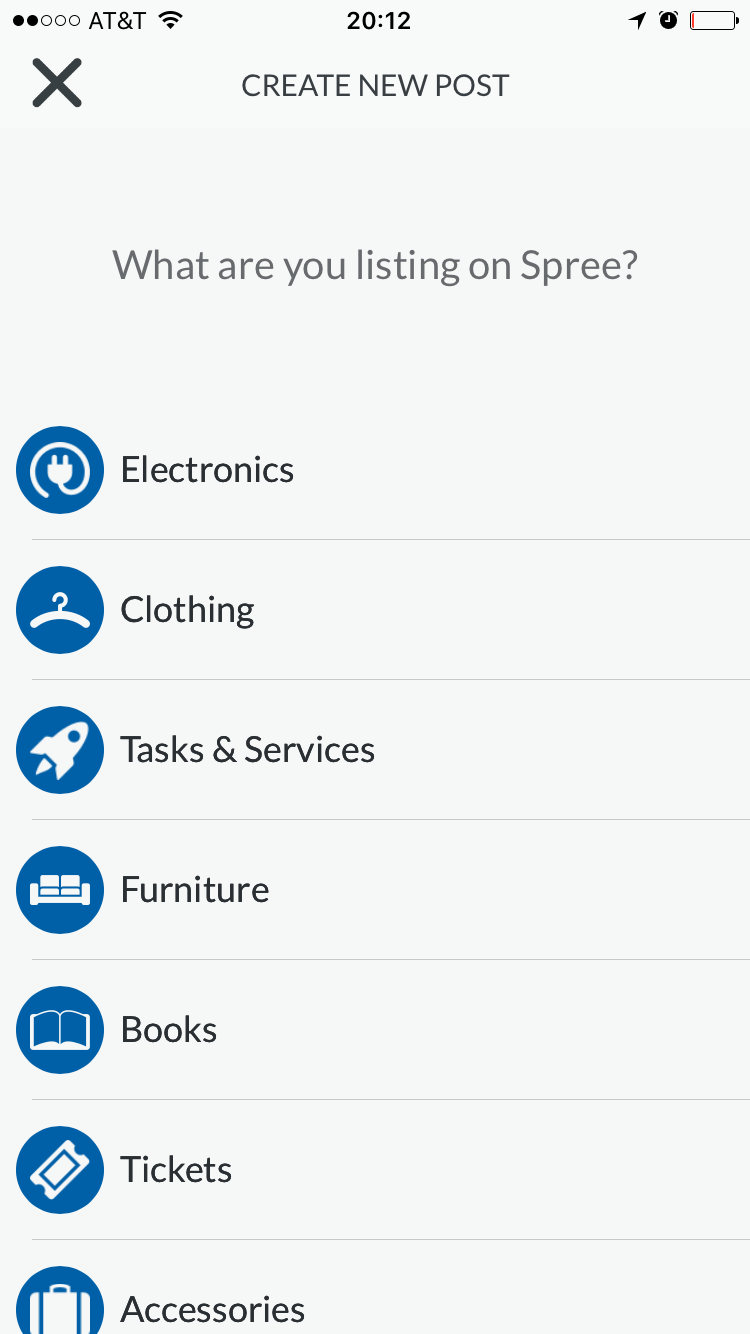 AT&T 20:12
CREATE NEW POST
What are you listing on Spree?
Electronics
Clothing
Tasks & Services
Furniture
Books
Tickets
Accessories